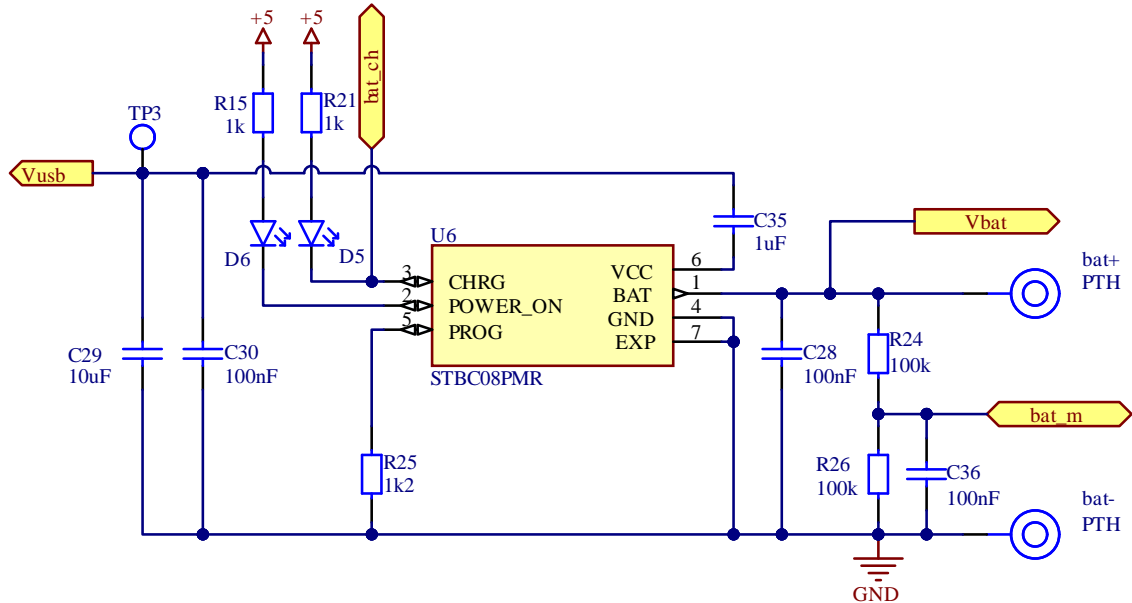 +5
+5
bat_ch
R15
1k
R21
1k
TP3
Vusb
D6
D5
U6
C35
1uF
Vbat
bat+
PTH
3
CHRG
2
POWER_ON
5
PROG
VCC
6
BAT
1
GND
4
EXP
7
STBC08PMR
C29
10uF
C30
100nF
C28
100nF
R24
100k
bat_m
R25
1k2
R26
100k
C36
100nF
bat-
PTH
GND